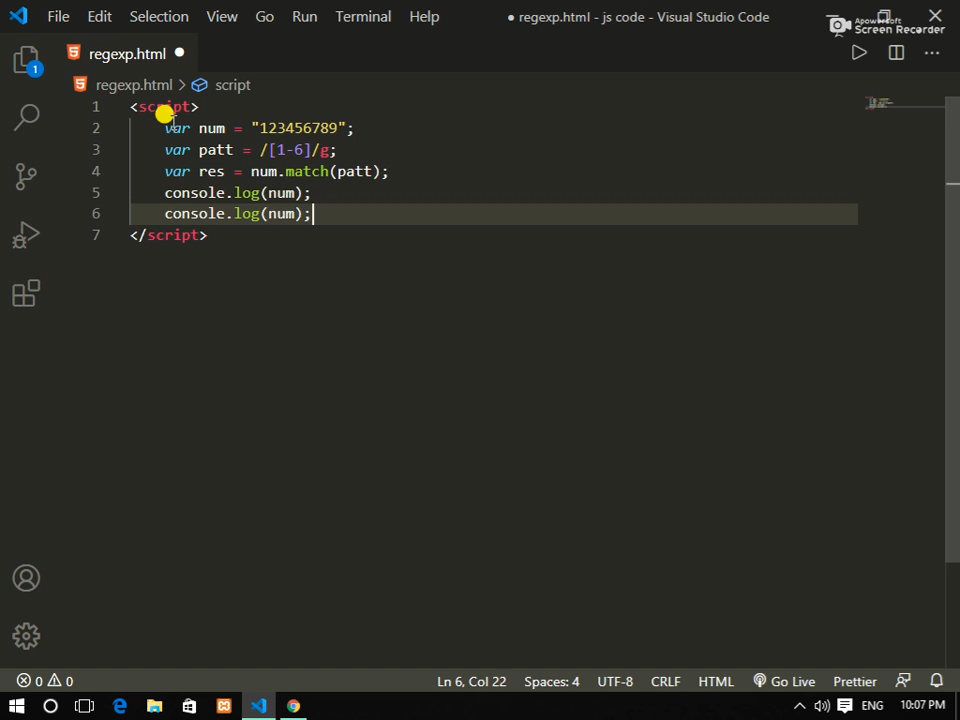 File Edit Selection View Go Run Terminal Help ● regexp.html - js code - Visual Studio Code
Apowersoft
Screen Recorder
regexp.html
regexp.html > script
1 <script>
2 var num = "123456789";
3 var patt = /[1-6]/g;
4 var res = num.match(patt);
5 console.log(num);
6 console.log(num);
7 </script>
1
0 0 Ln 6, Col 22 Spaces: 4 UTF-8 CRLF HTML Go Live Prettier
ENG 10:07 PM